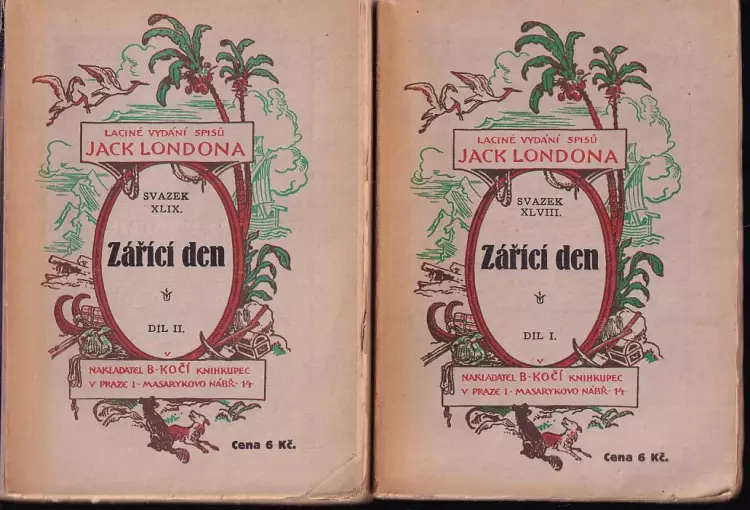 LACINÉ VYDÁNÍ SPISŮ
JACK LONDONA
SVAZEK
XLIX.
Zářící den
DÍL II.
NAKLADATEL B·KOČÍ KNIHKUPEC
V PRAZE I·MASARYKOVO NÁBŘ·14·
Cena 6 Kč.
LACINÉ VYDÁNÍ SPISŮ
JACK LONDONA
SVAZEK
XLVIII.
Zářící den
DÍL I.
NAKLADATEL B·KOČÍ KNIHKUPEC
V PRAZE I·MASARYKOVO NÁBŘ·14·
Cena 6 Kč.